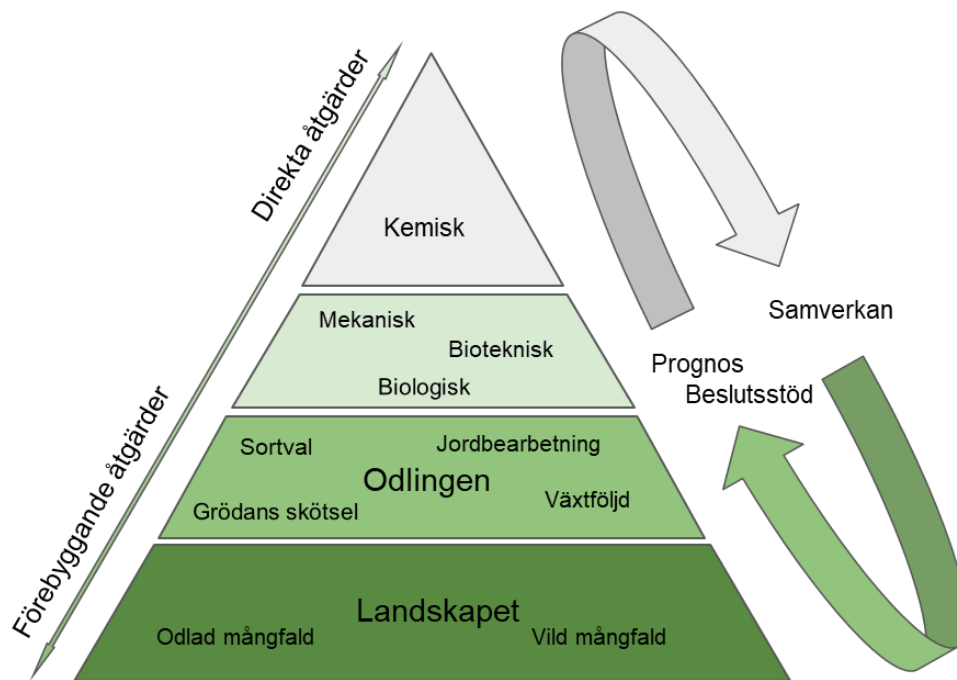 Direkta åtgärder
Förebyggande åtgärder
Kemisk
Mekanisk
Bioteknisk
Biologisk
Sortval
Jordbearbetning
Odlingen
Grödans skötsel
Växtföljd
Landskapet
Odlad mångfald
Vild mångfald
Samverkan
Prognos
Beslutsstöd